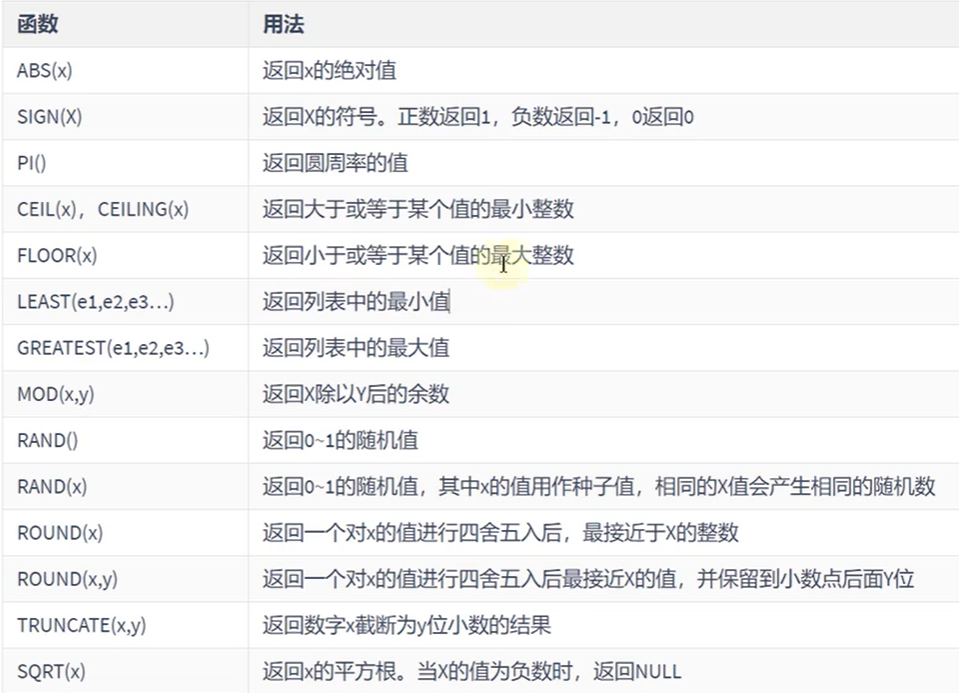 函数 用法
ABS(x) 返回x的绝对值
SIGN(X) 返回X的符号。正数返回1，负数返回-1，0返回0
PI() 返回圆周率的值
CEIL(x)，CEILING(x) 返回大于或等于某个值的最小整数
FLOOR(x) 返回小于或等于某个值的最大整数
LEAST(e1,e2,e3…) 返回列表中的最小值
GREATEST(e1,e2,e3…) 返回列表中的最大值
MOD(x,y) 返回X除以Y后的余数
RAND() 返回0~1的随机值
RAND(x) 返回0~1的随机值，其中x的值用作种子值，相同的X值会产生相同的随机数
ROUND(x) 返回一个对x的值进行四舍五入后，最接近于X的整数
ROUND(x,y) 返回一个对x的值进行四舍五入后最接近X的值，并保留到小数点后面Y位
TRUNCATE(x,y) 返回数字x截断为y位小数的结果
SQRT(x) 返回x的平方根。当X的值为负数时，返回NULL